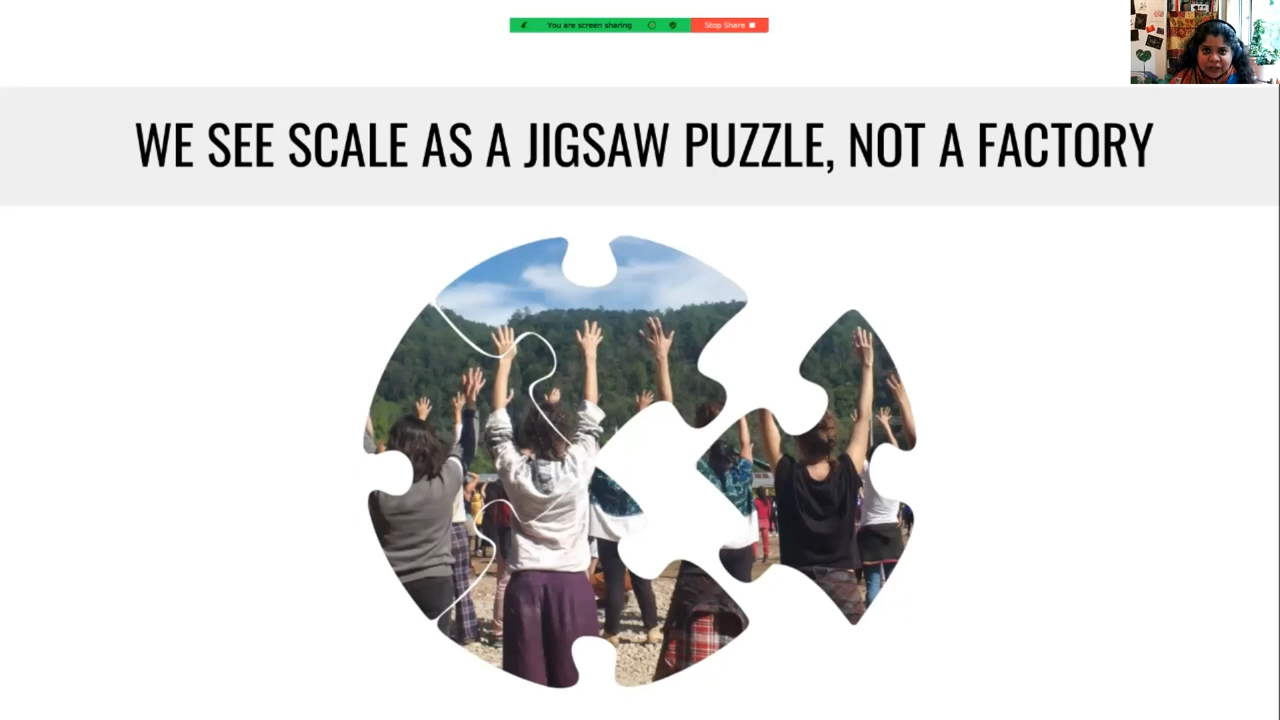 You are screen sharing
Stop Share
WE SEE SCALE AS A JIGSAW PUZZLE, NOT A FACTORY